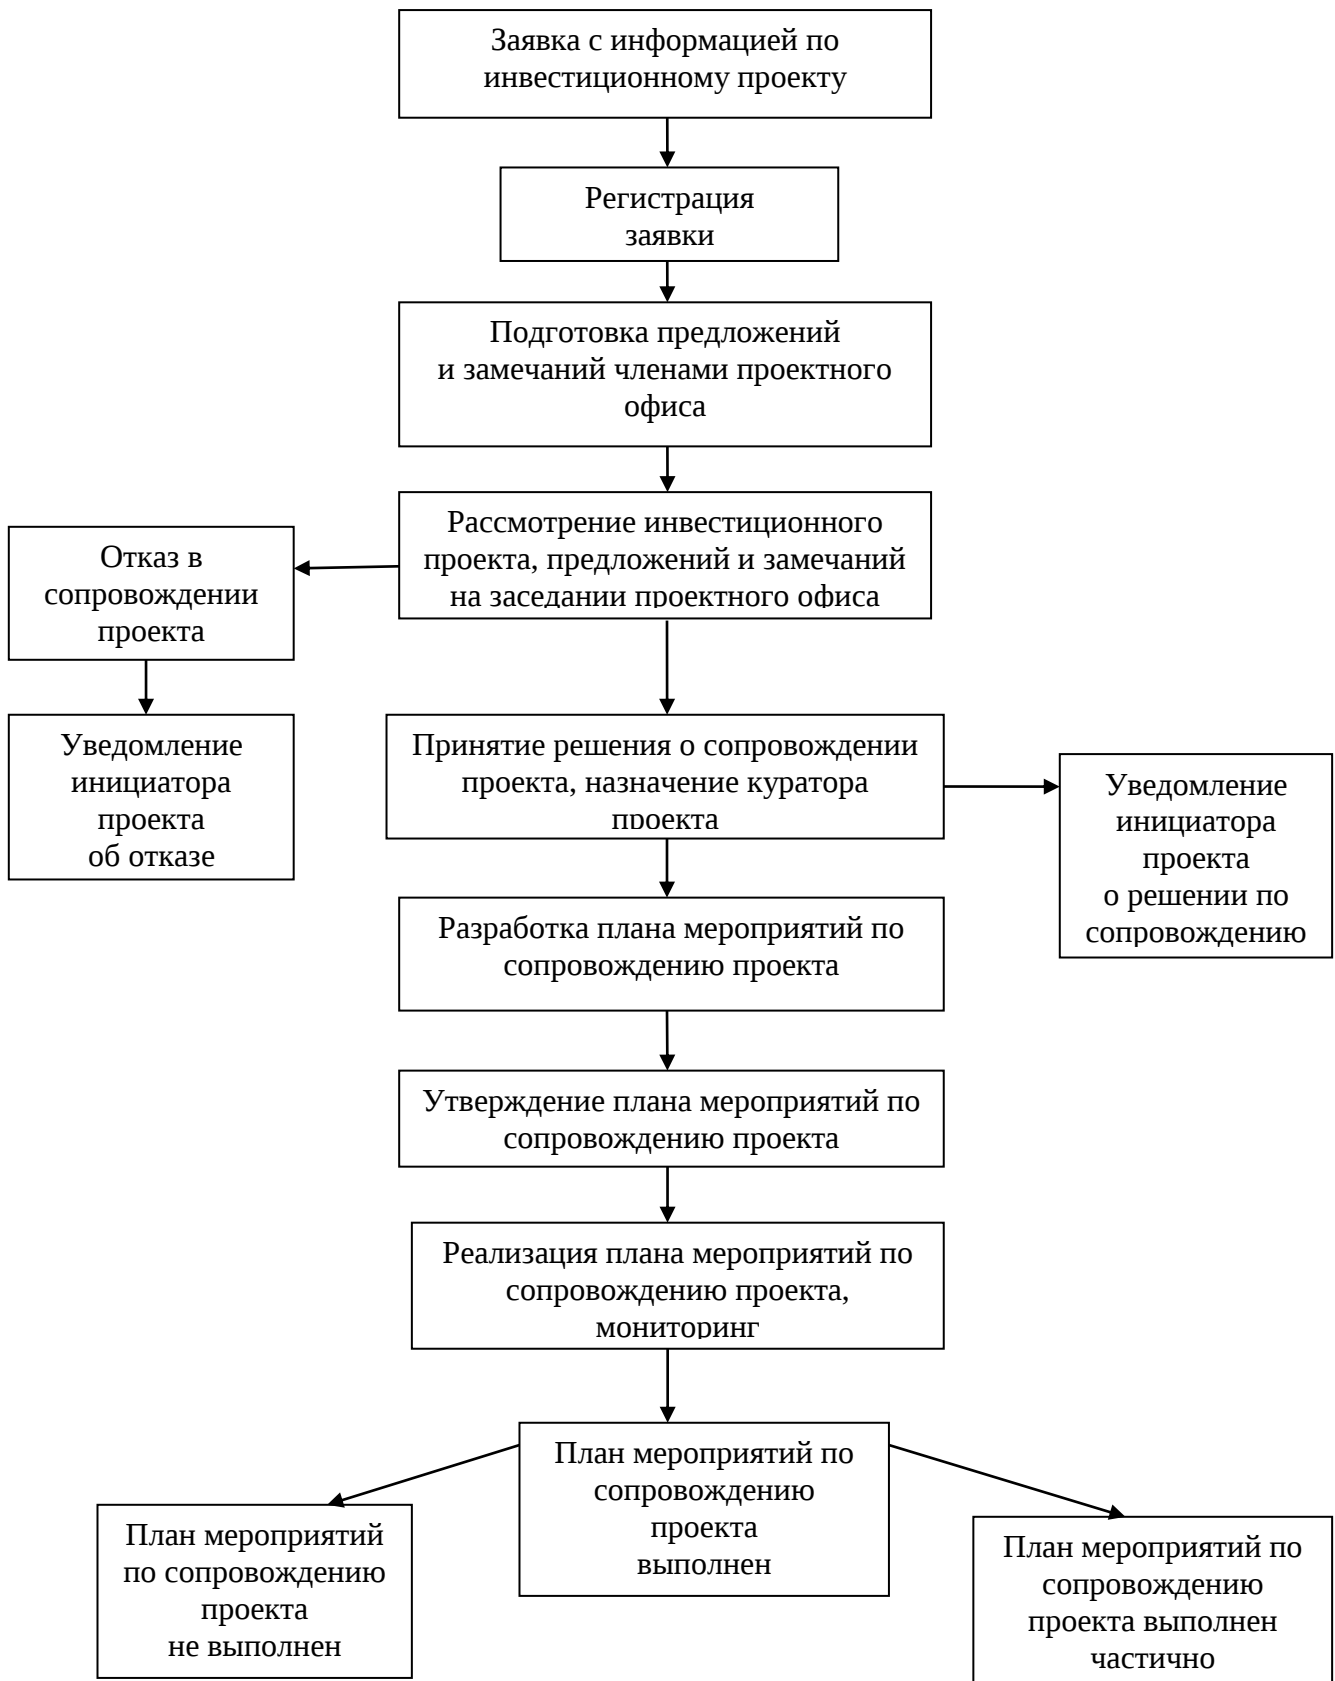 Заявка с информацией по
инвестиционному проекту
Регистрация
заявки
Подготовка предложений
и замечаний членами проектного
офиса
Рассмотрение инвестиционного
проекта, предложений и замечаний
на заседании проектного офиса
Отказ в
сопровождении
проекта
Уведомление
инициатора
проекта
об отказе
Принятие решения о сопровождении
проекта, назначение куратора
проекта
Уведомление
инициатора
проекта
о решении по
сопровождению
Разработка плана мероприятий по
сопровождению проекта
Утверждение плана мероприятий по
сопровождению проекта
Реализация плана мероприятий по
сопровождению проекта,
мониторинг
План мероприятий по
сопровождению
проекта
выполнен
План мероприятий
по сопровождению
проекта
не выполнен
План мероприятий по
сопровождению
проекта выполнен
частично